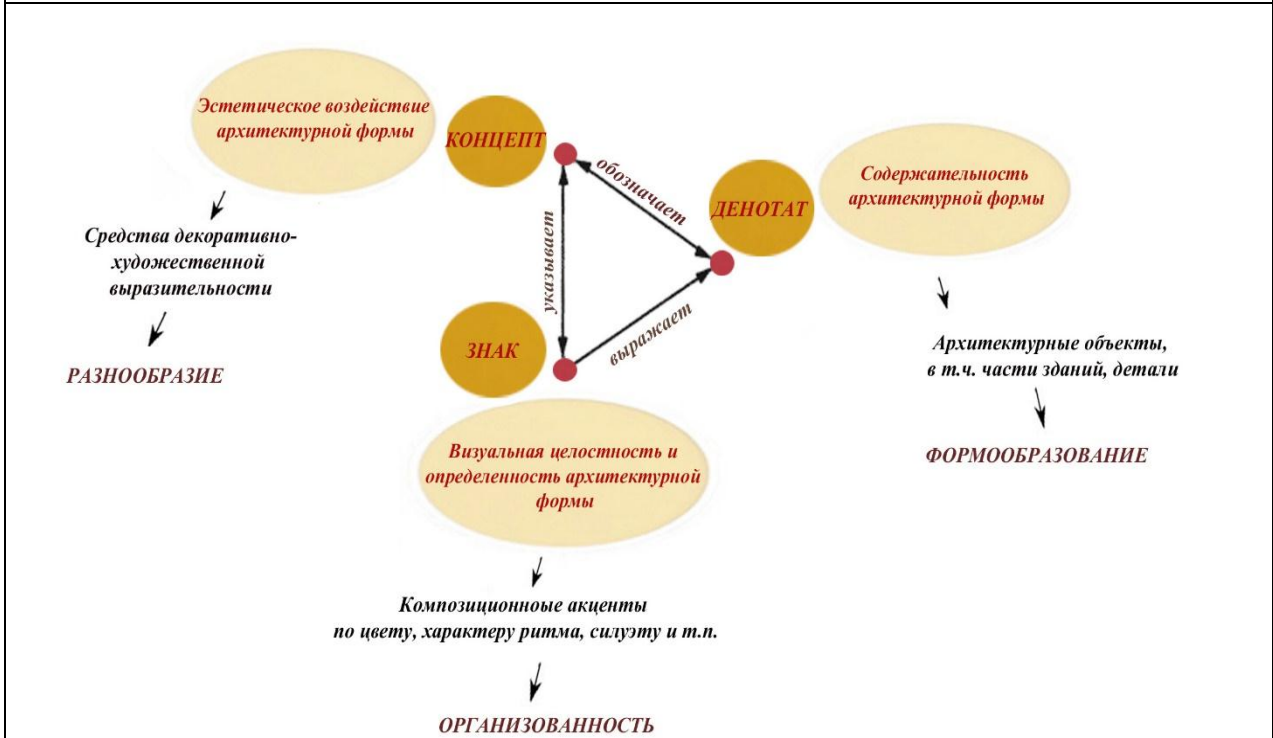 Эстетическое воздействие
архитектурной формы
КОНЦЕПТ
обозначает
ДЕНОТАТ
Содержательность
архитектурной формы
Средства декоративно-
художественной
выразительности
РАЗНООБРАЗИЕ
указывает
выражает
ЗНАК
Архитектурные объекты,
в т.ч. части зданий, детали
ФОРМООБРАЗОВАНИЕ
Визуальная целостность и
определенность архитектурной
формы
Композиционоые акценты
по цвету, характеру ритма, силуэту и т.п.
ОРГАНИЗОВАННОСТЬ